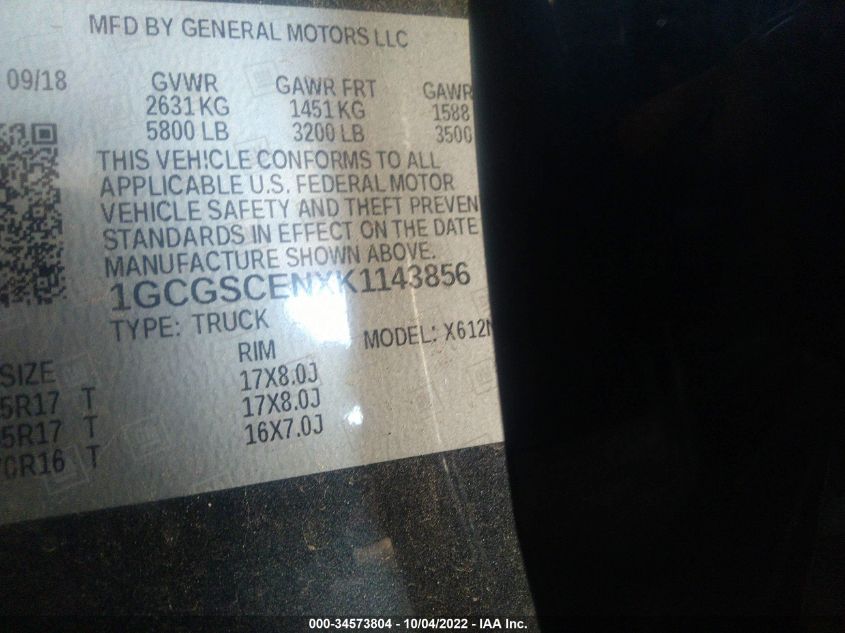 MFD BY GENERAL MOTORS LLC
09/18 GVWR GAWR FRT GAWR
2631 KG 1451 KG 1588
5800 LB 3200 LB 3500
THIS VEHICLE CONFORMS TO ALL
APPLICABLE U.S. FEDERAL MOTOR
VEHICLE SAFETY AND THEFT PREVEN
STANDARDS IN EFFECT ON THE DATE
MANUFACTURE SHOWN ABOVE.
1GCGSCENXK1143856
TYPE: TRUCK MODEL: X612N
SIZE RIM
5R17 T 17X8.0J
5R17 T 17X8.0J
0R16 T 16X7.0J
000-34573804 - 10/04/2022 - IAA Inc.